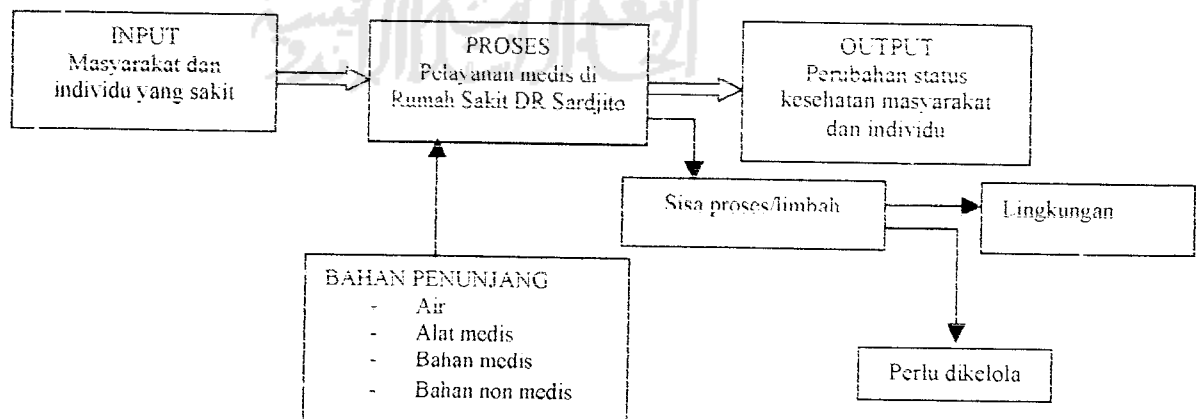 INPUT
Masyarakat dan
individu yang sakit
PROSES
Pelayanan medis di
Rumah Sakit DR Sardjito
OUTPUT
Perubahan status
kesehatan masyarakat
dan individu
Sisa proses/limbah
Lingkungan
BAHAN PENUNJANG
- Air
- Alat medis
- Bahan medis
- Bahan non medis
Perlu dikelola